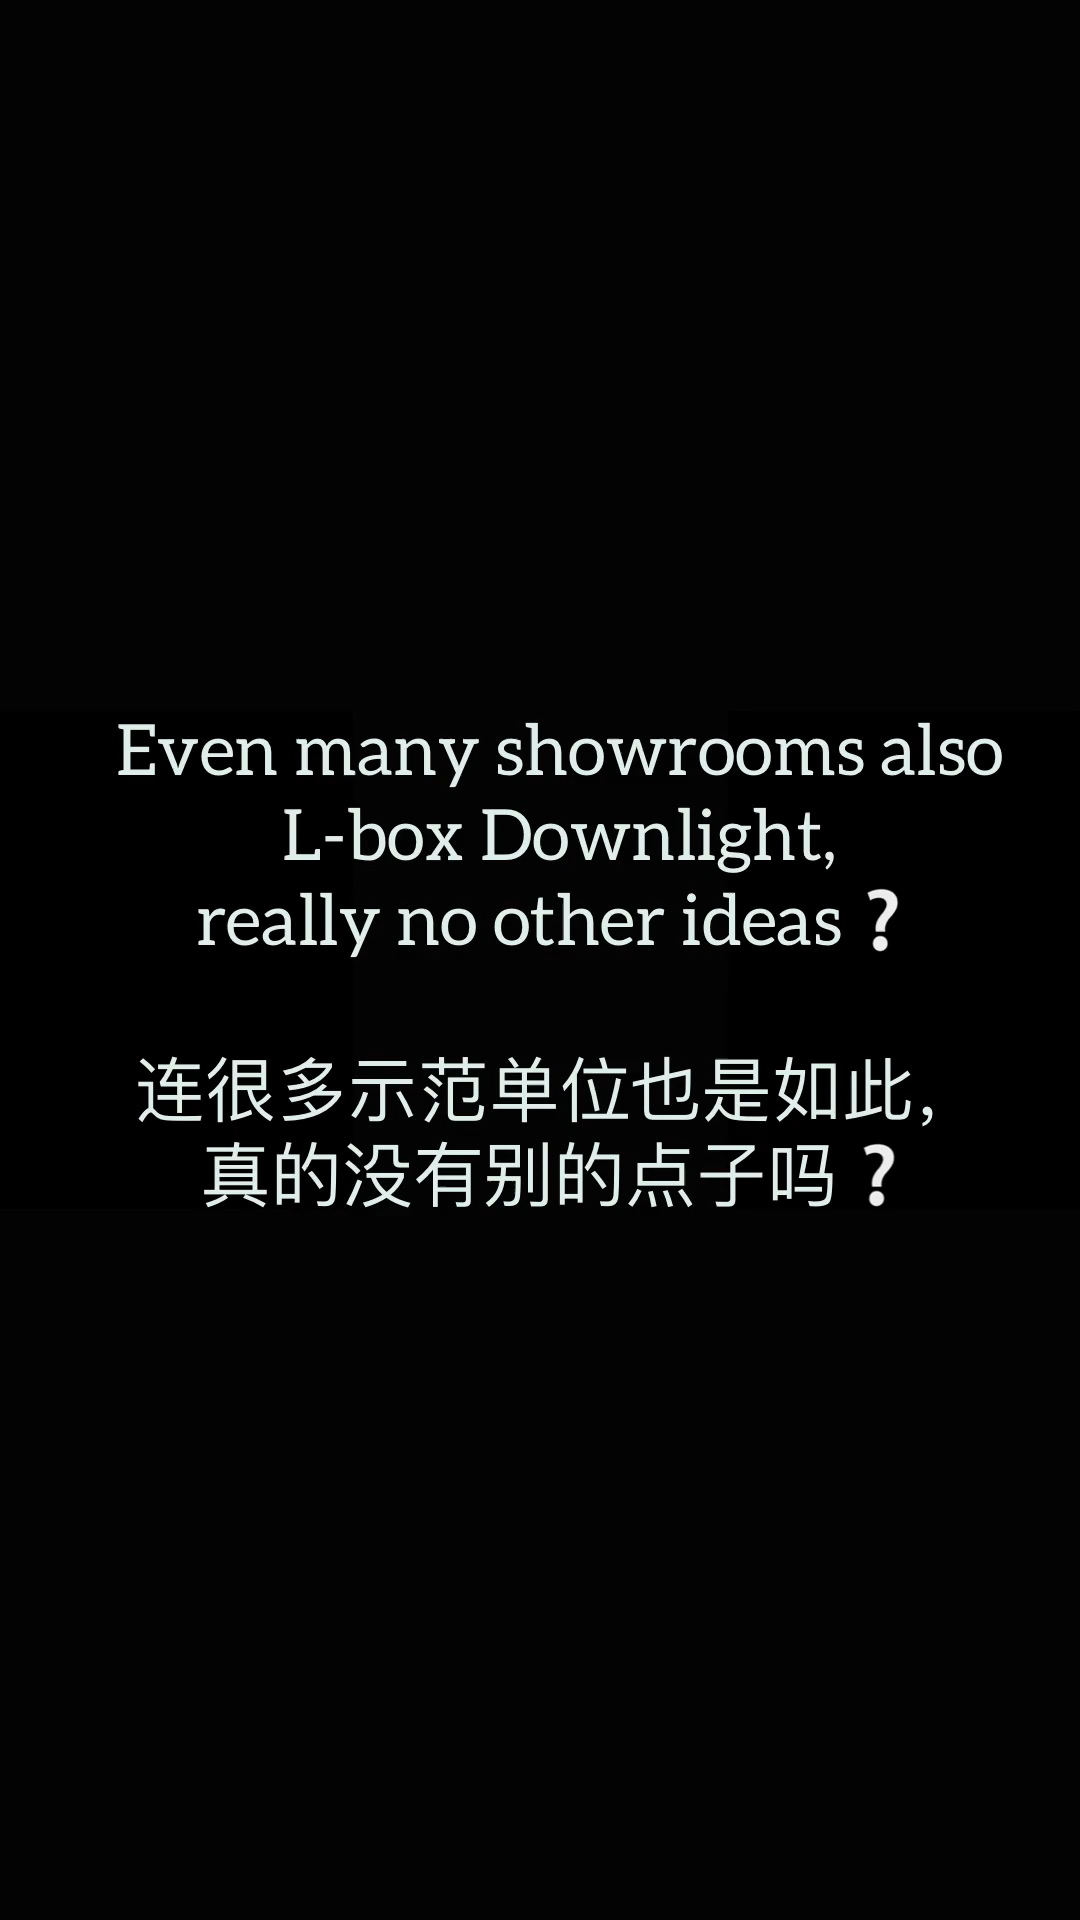 Even many showrooms also
L-box Downlight,
really no other ideas❔
连很多示范单位也是如此，
真的没有别的点子吗❔